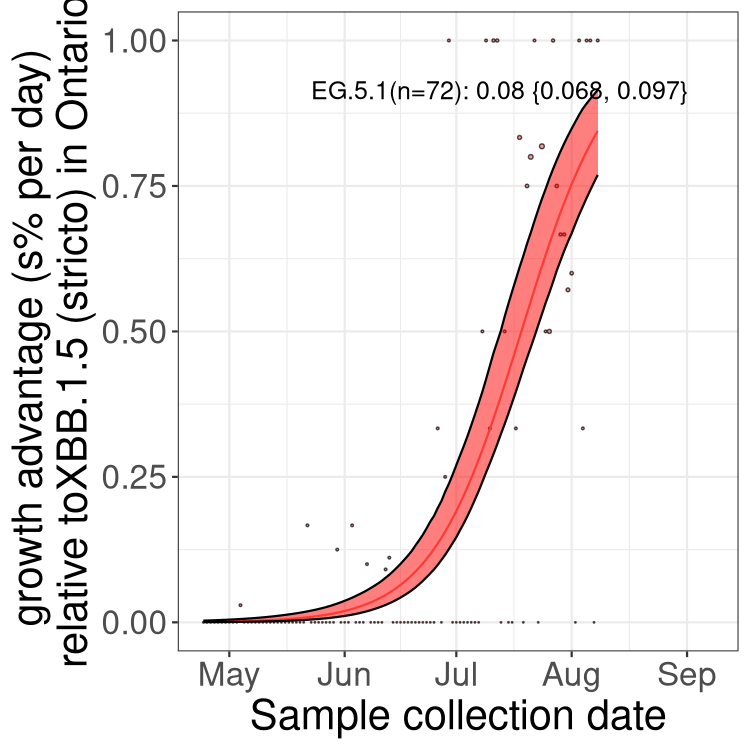 growth advantage (s% per day)
relative toXBB.1.5 (stricto) in Ontario
1.00
0.75
0.50
0.25
0.00
EG.5.1(n=72): 0.08 {0.068, 0.097}
May Jun Jul Aug Sep
Sample collection date